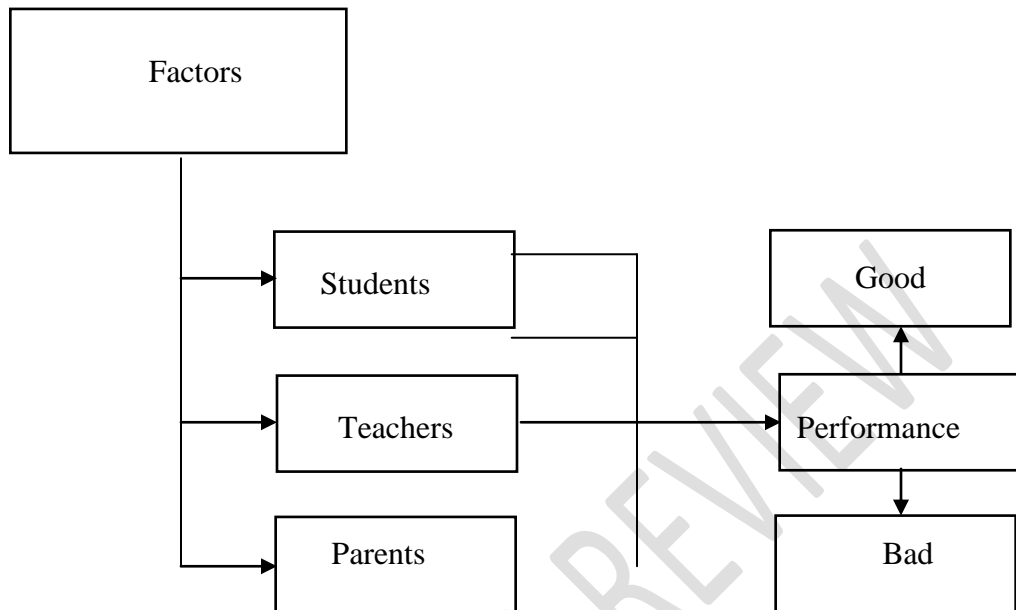 Factors
Students
Good
Teachers
Performance
Parents
Bad
REVIEW